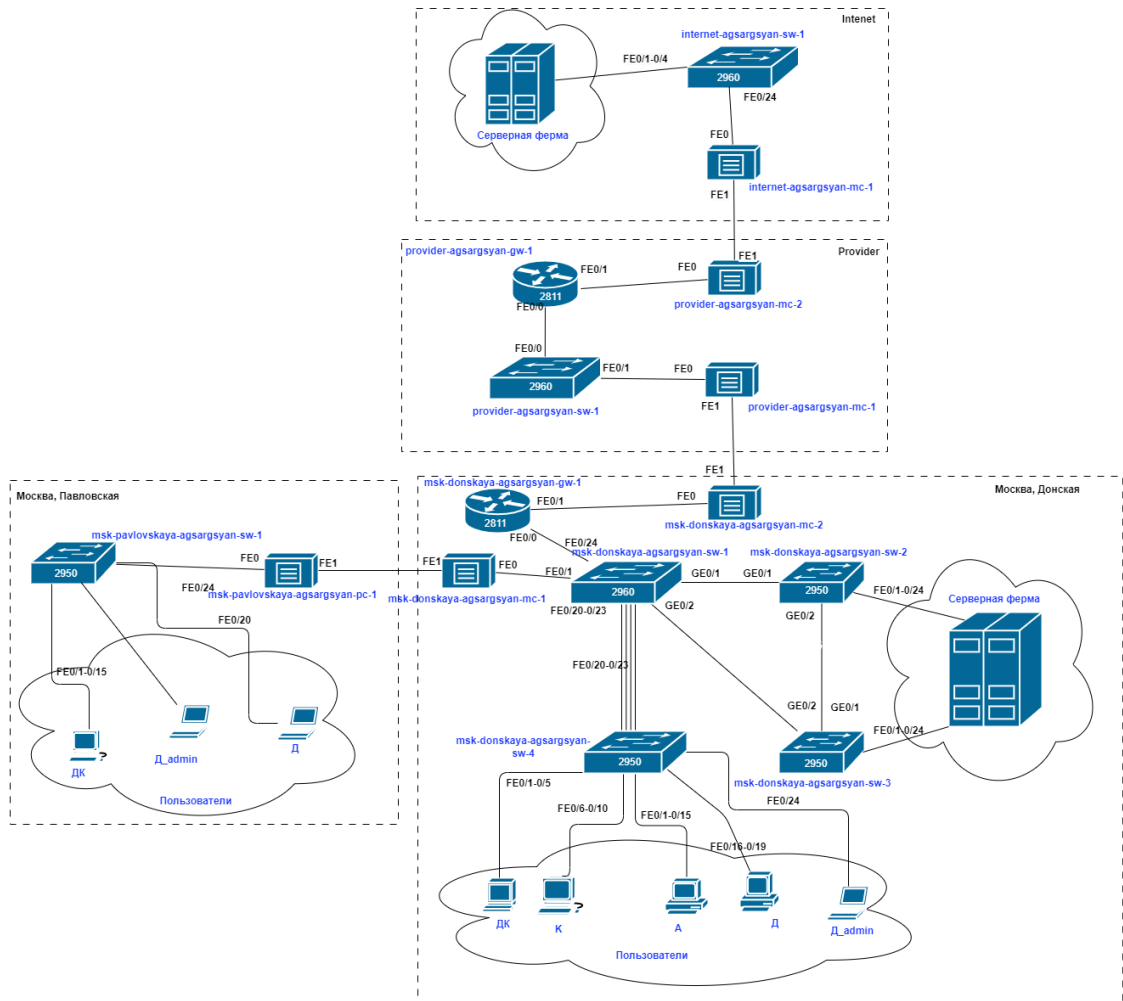 Intenet
internet-agsargsyan-sw-1
FE0/1-0/4
2960
FE0/24
Серверная ферма
FE0
internet-agsargsyan-mc-1
FE1
Provider
provider-agsargsyan-gw-1
FE1
FE0/1
FE0
2811
provider-agsargsyan-mc-2
FE0/0
FE0/0
FE0/1
FE0
2960
FE1
provider-agsargsyan-mc-1
provider-agsargsyan-sw-1
FE1
Москва, Павловская
msk-pavlovskaya-agsargsyan-sw-1
2950
FE0
FE1
FE0/24
msk-pavlovskaya-agsargsyan-pc-1
FE0/20
FE0/1-0/15
ДК
Д_admin
Д
Пользователи
Москва, Донская
msk-donskaya-agsargsyan-gw-1
FE0/1
FE0
2811
msk-donskaya-agsargsyan-mc-2
FE0/0
FE0/24
msk-donskaya-agsargsyan-sw-1
msk-donskaya-agsargsyan-sw-2
FE1
FE0
FE0/1
GE0/1
GE0/1
2950
FE0/1-0/24
msk-donskaya-agsargsyan-mc-1
2960
FE0/20-0/23
GE0/2
GE0/2
Серверная ферма
FE0/20-0/23
GE0/2
GE0/1
FE0/1-0/24
msk-donskaya-agsargsyan-
sw-4
2950
2950
msk-donskaya-agsargsyan-sw-3
FE0/1-0/5
FE0/6-0/10
FE0/1-0/15
FE0/24
FE0/16-0/19
ДК
К
А
Д
Д_admin
Пользователи